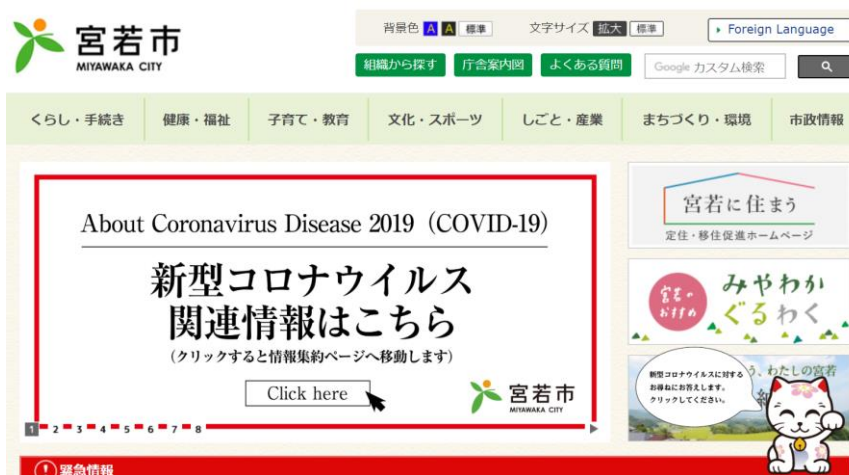 宮若市
MIYAWAKA CITY
背景色 A A 標準 文字サイズ 拡大 標準 Foreign Language
組織から探す 庁舎案内図 よくある質問 Google カスタム検索
くらし・手続き 健康・福祉 子育て・教育 文化・スポーツ しごと・産業 まちづくり・環境 市政情報
About Coronavirus Disease 2019（COVID-19）
新型コロナウイルス
関連情報はこちら
(クリックすると情報集約ページへ移動します)
Click here
宮若市
MIYAWAKA CITY
1 2 3 4 5 6 7 8
宮若に住まう
定住・移住促進ホームページ
宮若の
おすすめ
みやわか
ぐるわく
新型コロナウイルスに対する
お尋ねにお答えします。
クリックしてください。
う、わたしの宮若
緊急情報